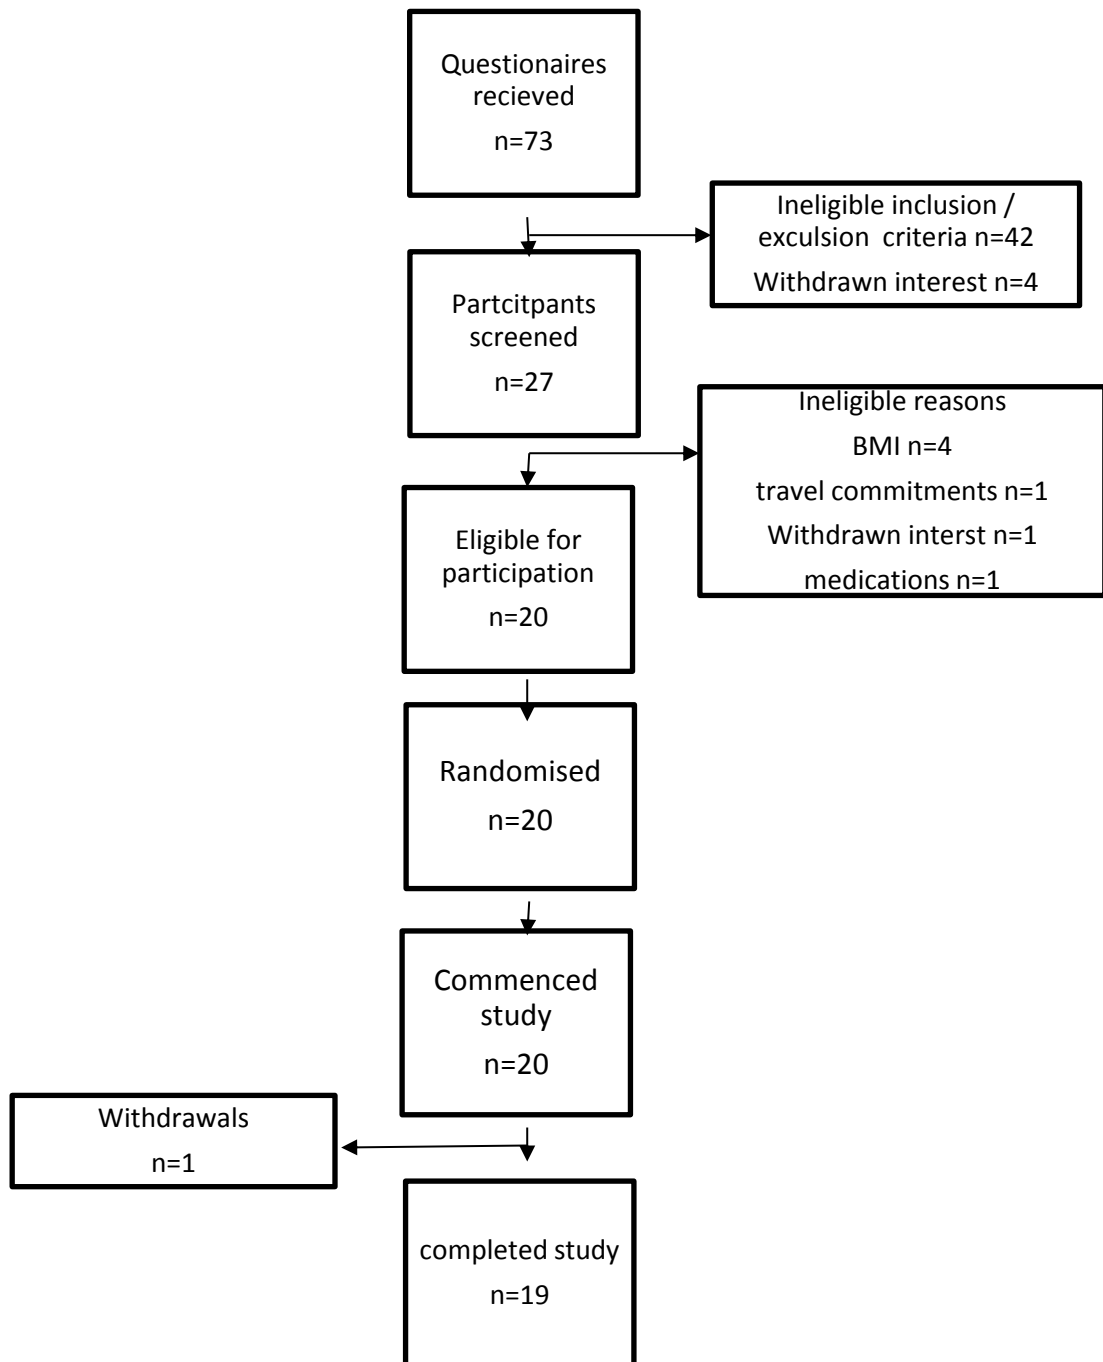 Questionaires
recieved
n=73
Ineligible inclusion /
exculsion criteria n=42
Withdrawn interest n=4
Partcitpants
screened
n=27
Ineligible reasons
BMI n=4
travel commitments n=1
Withdrawn interst n=1
medications n=1
Eligible for
participation
n=20
Randomised
n=20
Commenced
study
n=20
Withdrawals
n=1
completed study
n=19